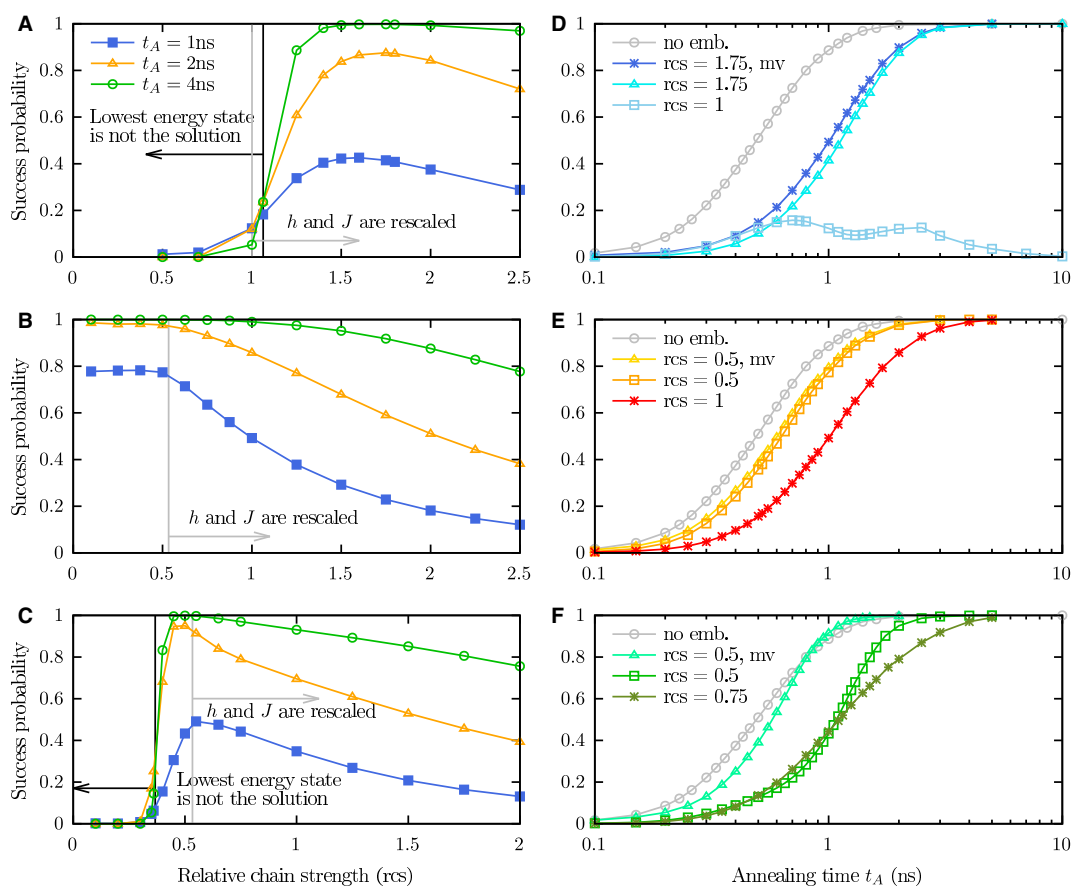 A
Success probability
1
0.8
0.6
0.4
0.2
0
t_A = 1ns
t_A = 2ns
t_A = 4ns
Lowest energy state
is not the solution
h and J are rescaled
0 0.5 1 1.5 2 2.5
D
1
0.8
0.6
0.4
0.2
0
no emb.
rcs = 1.75, mv
rcs = 1.75
rcs = 1
0.1 1 10
B
Success probability
1
0.8
0.6
0.4
0.2
0
h and J are rescaled
0 0.5 1 1.5 2 2.5
E
1
0.8
0.6
0.4
0.2
0
no emb.
rcs = 0.5, mv
rcs = 0.5
rcs = 1
0.1 1 10
C
Success probability
1
0.8
0.6
0.4
0.2
0
h and J are rescaled
Lowest energy state
is not the solution
0 0.5 1 1.5 2
Relative chain strength (rcs)
F
1
0.8
0.6
0.4
0.2
0
no emb.
rcs = 0.5, mv
rcs = 0.5
rcs = 0.75
0.1 1 10
Annealing time t_A (ns)